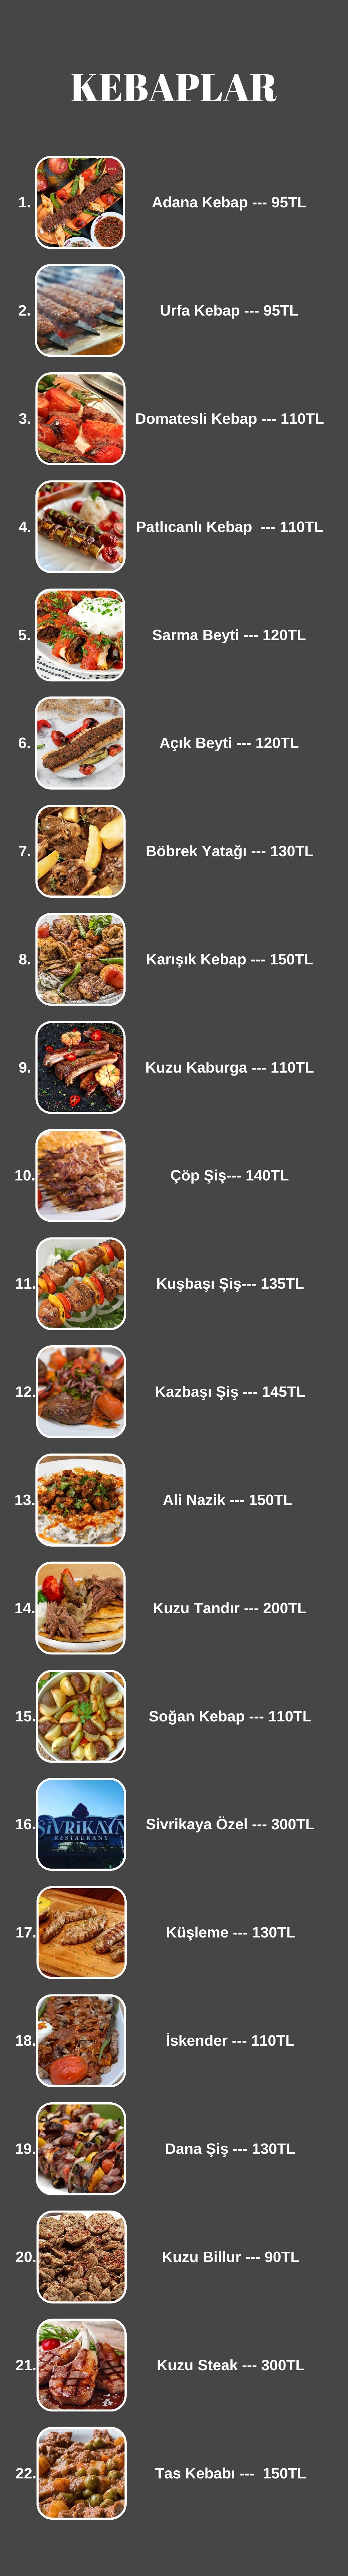 KEBAPLAR
1. Adana Kebap --- 95TL
2. Urfa Kebap --- 95TL
3. Domatesli Kebap --- 110TL
4. Patlıcanlı Kebap  --- 110TL
5. Sarma Beyti --- 120TL
6. Açık Beyti --- 120TL
7. Böbrek Yatağı --- 130TL
8. Karışık Kebap --- 150TL
9. Kuzu Kaburga --- 110TL
10. Çöp Şiş--- 140TL
11. Kuşbaşı Şiş--- 135TL
12. Kazbaşı Şiş --- 145TL
13. Ali Nazik --- 150TL
14. Kuzu Tandır --- 200TL
15. Soğan Kebap --- 110TL
16. Sivrikaya Özel --- 300TL
SİVRİKAYA
RESTAURANT
17. Küşleme --- 130TL
18. İskender --- 110TL
19. Dana Şiş --- 130TL
20. Kuzu Billur --- 90TL
21. Kuzu Steak --- 300TL
22. Tas Kebabı ---  150TL